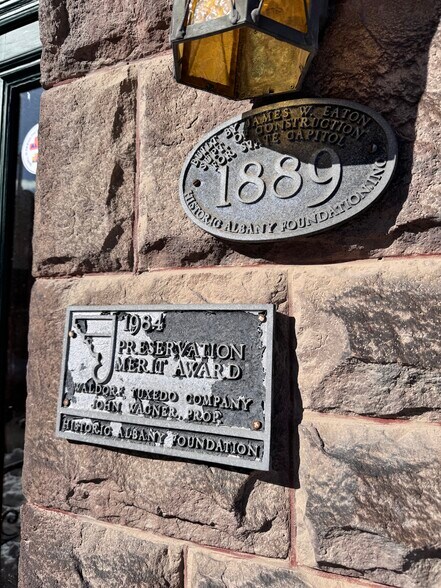 JAMES W. EATON
CONSTRUCTION
FOR STATE CAPITOL
1889
HISTORIC ALBANY FOUNDATION, INC.
1984
PRESERVATION
MERIT AWARD
WALDORF TUXEDO COMPANY
JOHN WAGNER, PROP.
HISTORIC ALBANY FOUNDATION